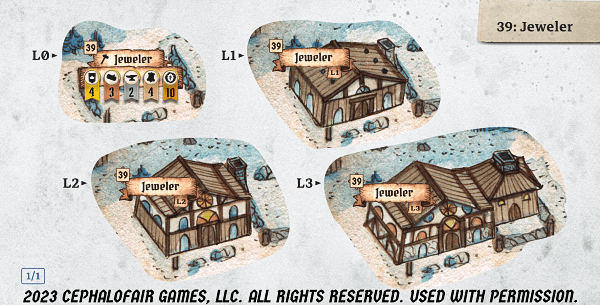 39: Jeweler
L0
39
Jeweler
4 3 2 4 10
L1
39
Jeweler
L1
L2
39
Jeweler
L2
L3
39
Jeweler
L3
1/1
2023 CEPHALOFAIR GAMES, LLC. ALL RIGHTS RESERVED. USED WITH PERMISSION.